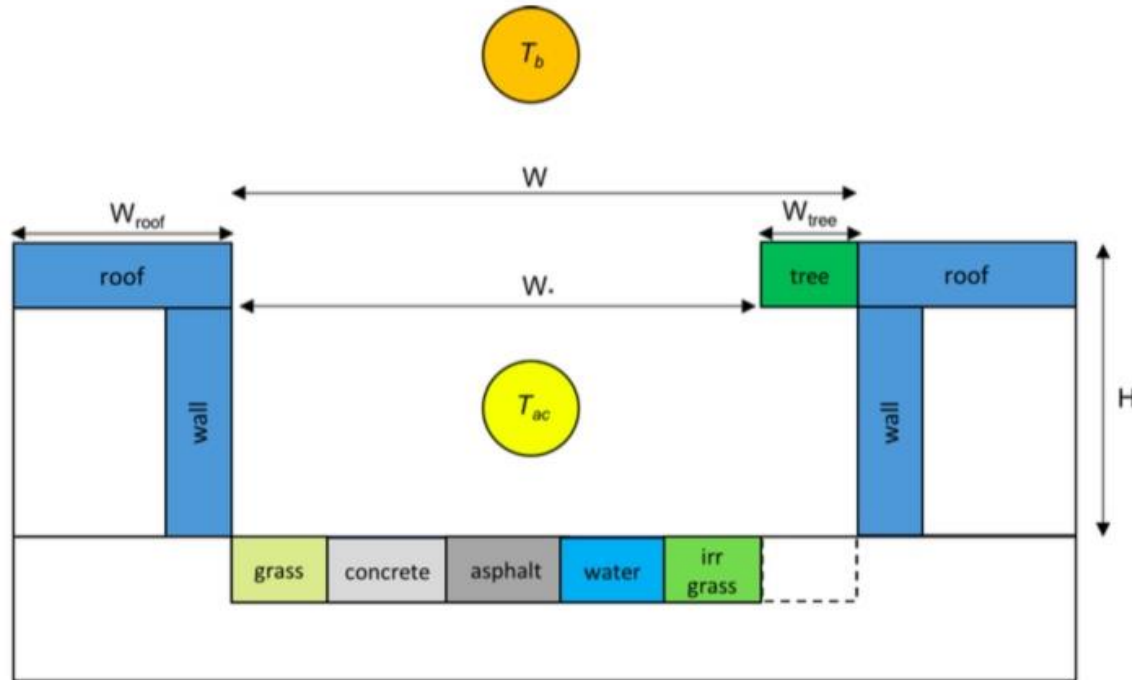 T_b
W
W_roof
W_tree
roof
W*
tree
roof
H
wall
T_ac
wall
grass
concrete
asphalt
water
irr
grass